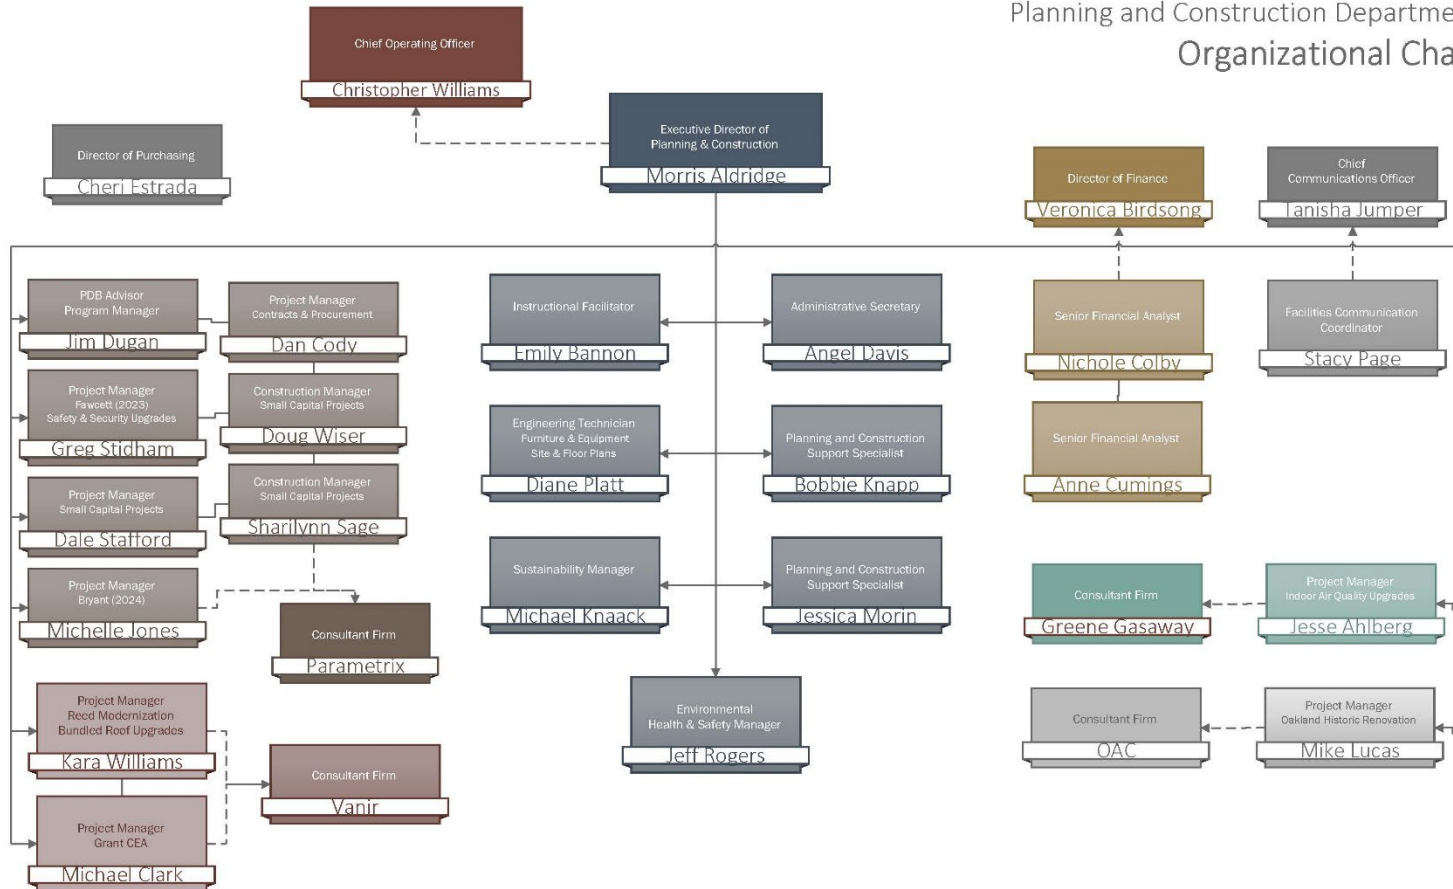 Planning and Construction Departme
Organizational Cha
Chief Operating Officer
Christopher Williams
Executive Director of
Planning & Construction
Morris Aldridge
Director of Purchasing
Cheri Estrada
Director of Finance
Veronica Birdsong
Chief
Communications Officer
Tanisha Jumper
PDB Advisor
Program Manager
Jim Dugan
Project Manager
Contracts & Procurement
Dan Cody
Instructional Facilitator
Emily Bannon
Administrative Secretary
Angel Davis
Senior Financial Analyst
Nichole Colby
Facilities Communication
Coordinator
Stacy Page
Project Manager
Fawcett (2023)
Safety & Security Upgrades
Greg Stidham
Construction Manager
Small Capital Projects
Doug Wiser
Engineering Technician
Furniture & Equipment
Site & Floor Plans
Diane Platt
Planning and Construction
Support Specialist
Bobbie Knapp
Senior Financial Analyst
Anne Cumings
Project Manager
Small Capital Projects
Dale Stafford
Construction Manager
Small Capital Projects
Sharilynn Sage
Sustainability Manager
Michael Knaack
Planning and Construction
Support Specialist
Jessica Morin
Project Manager
Bryant (2024)
Michelle Jones
Consultant Firm
Parametrix
Consultant Firm
Greene Gasaway
Project Manager
Indoor Air Quality Upgrades
Jesse Ahlberg
Project Manager
Reed Modernization
Bundled Roof Upgrades
Kara Williams
Consultant Firm
Vanir
Environmental
Health & Safety Manager
Jeff Rogers
Consultant Firm
OAC
Project Manager
Oakland Historic Renovation
Mike Lucas
Project Manager
Grant CEA
Michael Clark